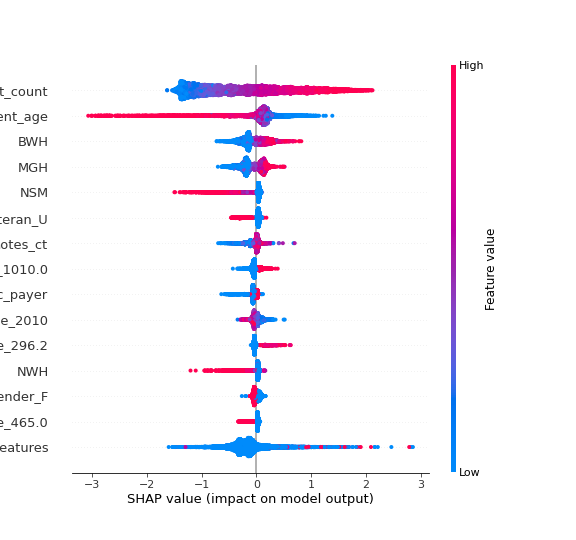 High
t_count
ent_age
BWH
MGH
NSM
teran_U
otes_ct
_1010.0
c_payer
e_2010
e_296.2
NWH
ender_F
e_465.0
eatures
Feature value
Low
−3 −2 −1 0 1 2 3
SHAP value (impact on model output)